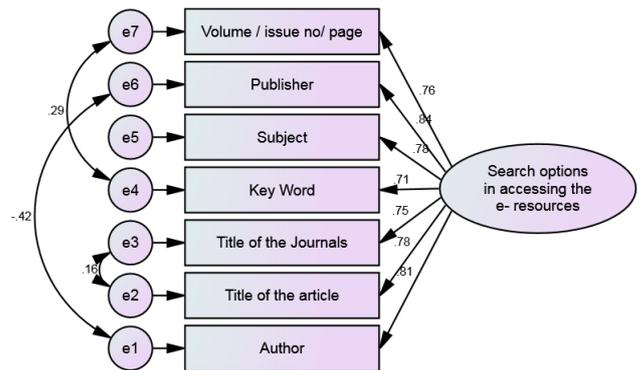 e7
Volume / issue no/ page
.76
e6
Publisher
.84
.29
e5
Subject
.78
Search options
in accessing the
e- resources
e4
Key Word
.71
-.42
.75
e3
Title of the Journals
.78
.16
.81
e2
Title of the article
e1
Author